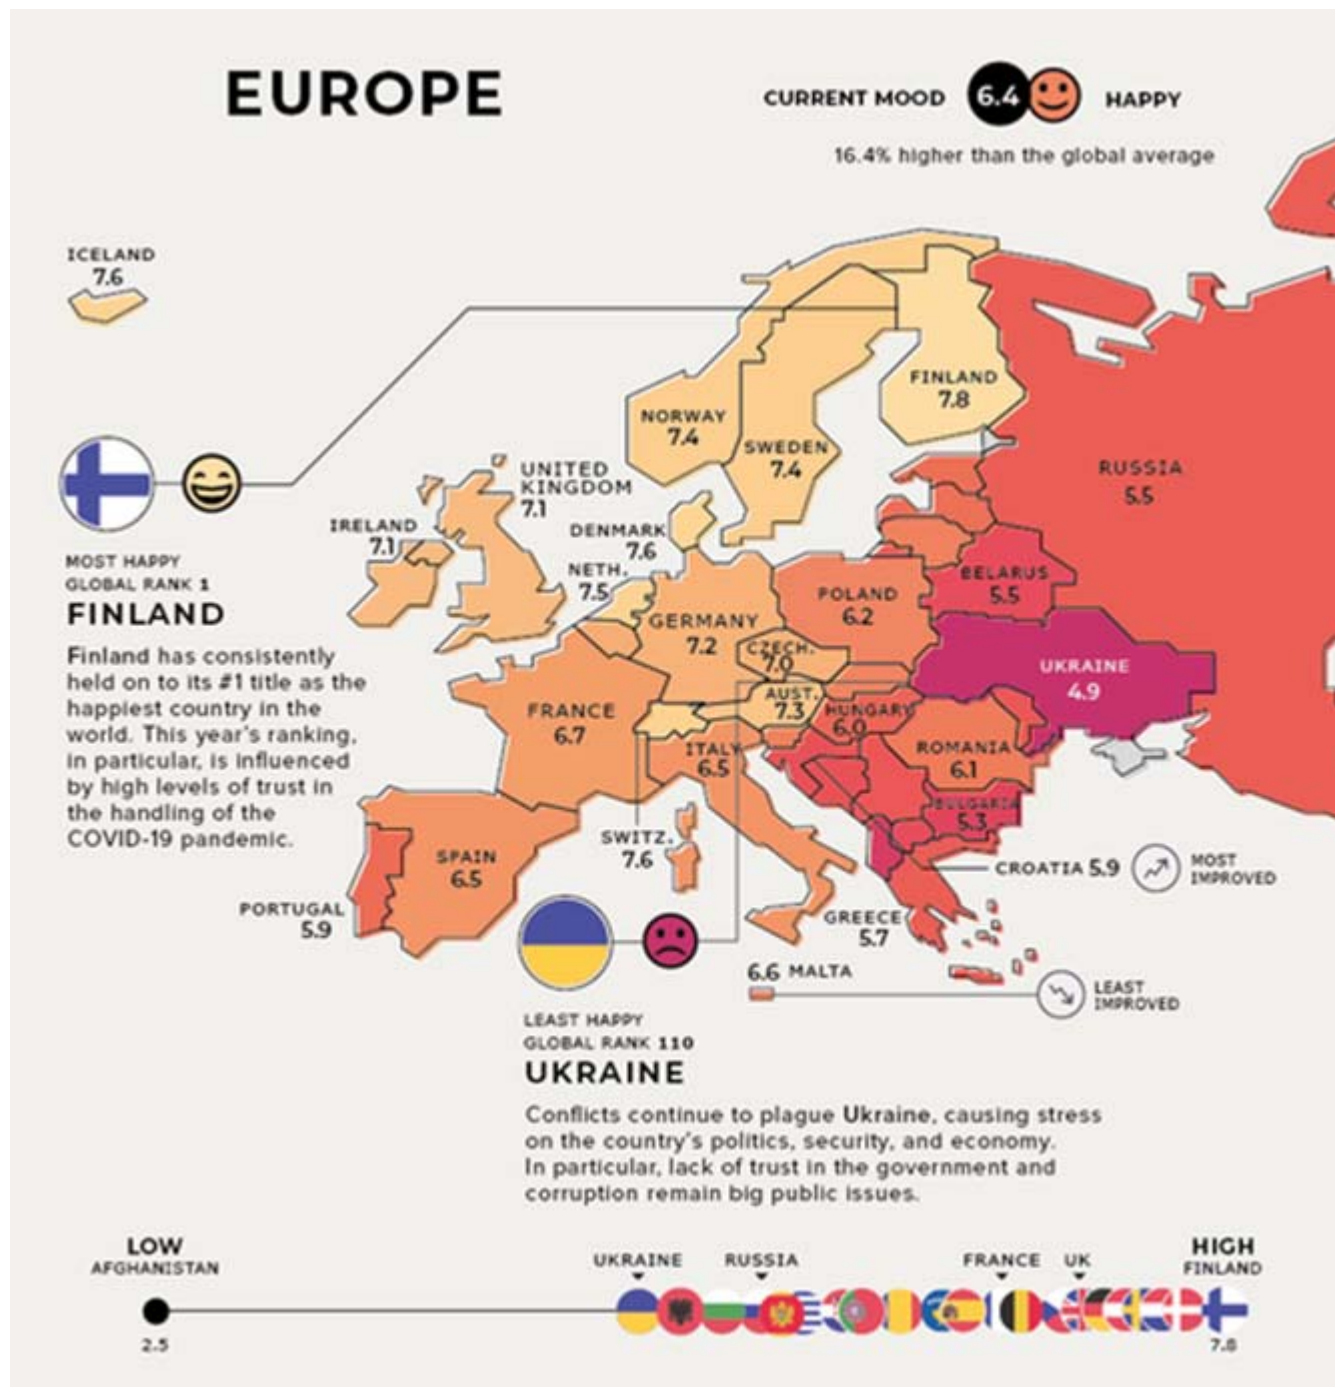 EUROPE
CURRENT MOOD 6.4 HAPPY
16.4% higher than the global average
ICELAND
7.6
FINLAND
7.8
NORWAY
7.4
SWEDEN
7.4
RUSSIA
5.5
UNITED
KINGDOM
7.1
IRELAND
7.1
DENMARK
7.6
NETH.
7.5
GERMANY
7.2
POLAND
6.2
BELARUS
5.5
UKRAINE
4.9
CZECH.
7.0
AUST.
7.3
HUNGARY
6.0
FRANCE
6.7
ITALY
6.5
ROMANIA
6.1
BULGARIA
5.3
SWITZ.
7.6
SPAIN
6.5
PORTUGAL
5.9
CROATIA 5.9
MOST
IMPROVED
GREECE
5.7
6.6 MALTA
LEAST
IMPROVED
MOST HAPPY
GLOBAL RANK 1
FINLAND
Finland has consistently
held on to its #1 title as the
happiest country in the
world. This year's ranking,
in particular, is influenced
by high levels of trust in
the handling of the
COVID-19 pandemic.
LEAST HAPPY
GLOBAL RANK 110
UKRAINE
Conflicts continue to plague Ukraine, causing stress
on the country's politics, security, and economy.
In particular, lack of trust in the government and
corruption remain big public issues.
LOW
AFGHANISTAN
2.5
UKRAINE
RUSSIA
FRANCE
UK
HIGH
FINLAND
7.8